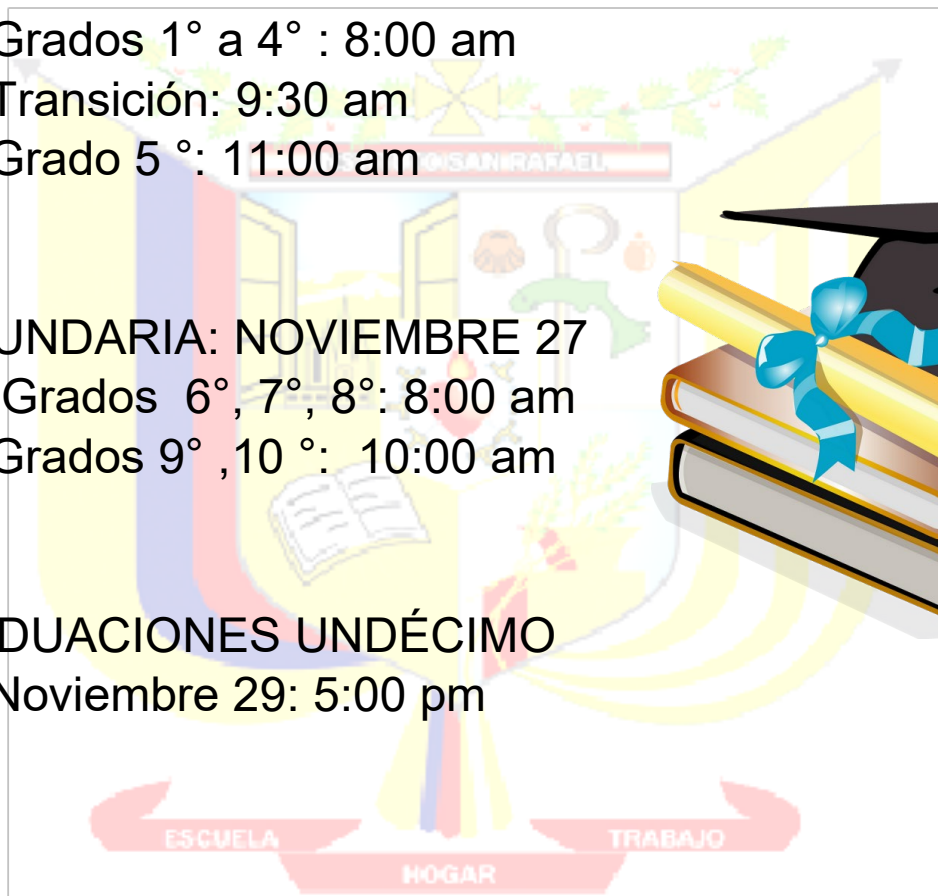 Grados 1° a 4° : 8:00 am
Transición: 9:30 am
Grado 5 °: 11:00 am
SAN RAFAEL
UNDARIA: NOVIEMBRE 27
Grados 6°, 7° , 8°: 8:00 am
Grados 9° ,10 °: 10:00 am
DUACIONES UNDÉCIMO
Noviembre 29: 5:00 pm
ESCUELA
TRABAJO
HOGAR